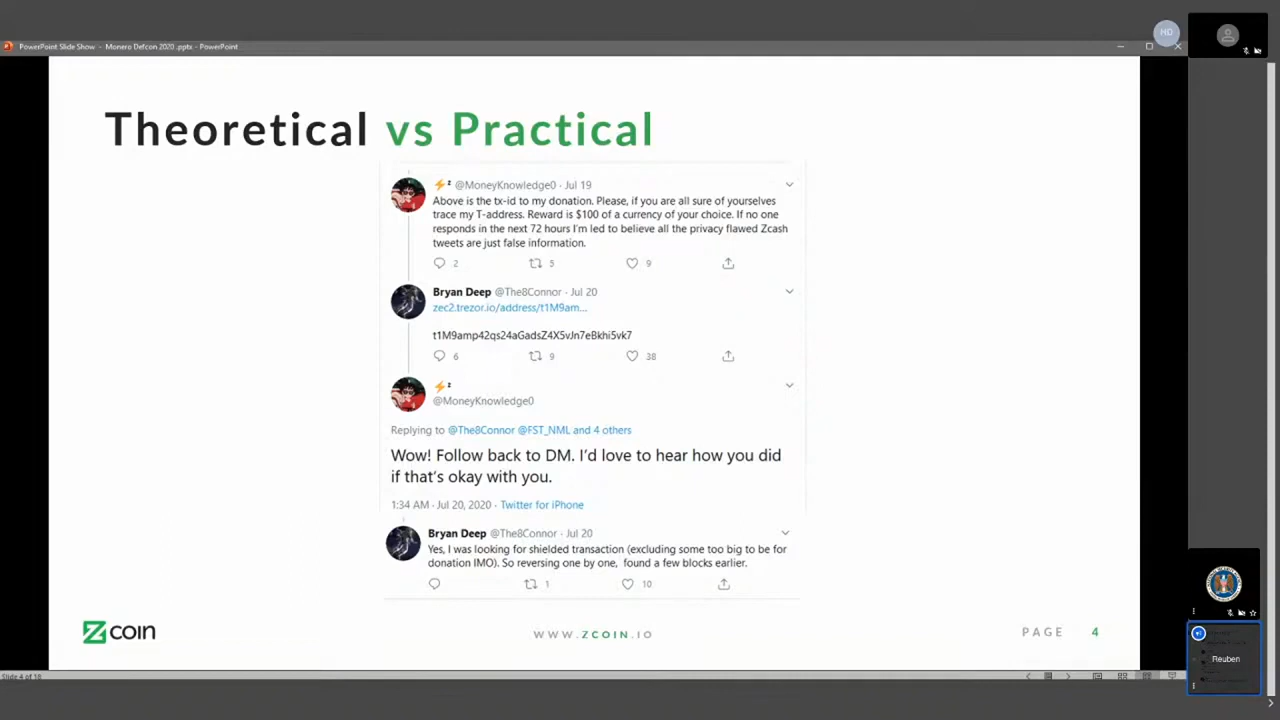 PowerPoint Slide Show - Monero Defcon 2020 .pptx - PowerPoint
HD
Theoretical vs Practical
@MoneyKnowledge0 · Jul 19
Above is the tx-id to my donation. Please, if you are all sure of yourselves
trace my T-address. Reward is $100 of a currency of your choice. If no one
responds in the next 72 hours I'm led to believe all the privacy flawed Zcash
tweets are just false information.
2 5 9
Bryan Deep @The8Connor · Jul 20
zec2.trezor.io/address/t1M9am...
t1M9amp42qs24aGadsZ4X5vJn7eBkhi5vk7
6 9 38
@MoneyKnowledge0
Replying to @The8Connor @FST_NML and 4 others
Wow! Follow back to DM. I'd love to hear how you did
if that's okay with you.
1:34 AM · Jul 20, 2020 · Twitter for iPhone
Bryan Deep @The8Connor · Jul 20
Yes, I was looking for shielded transaction (excluding some too big to be for
donation IMO). So reversing one by one, found a few blocks earlier.
1 10
Zcoin
WWW.ZCOIN.IO
PAGE 4
Reuben
Slide 4 of 18